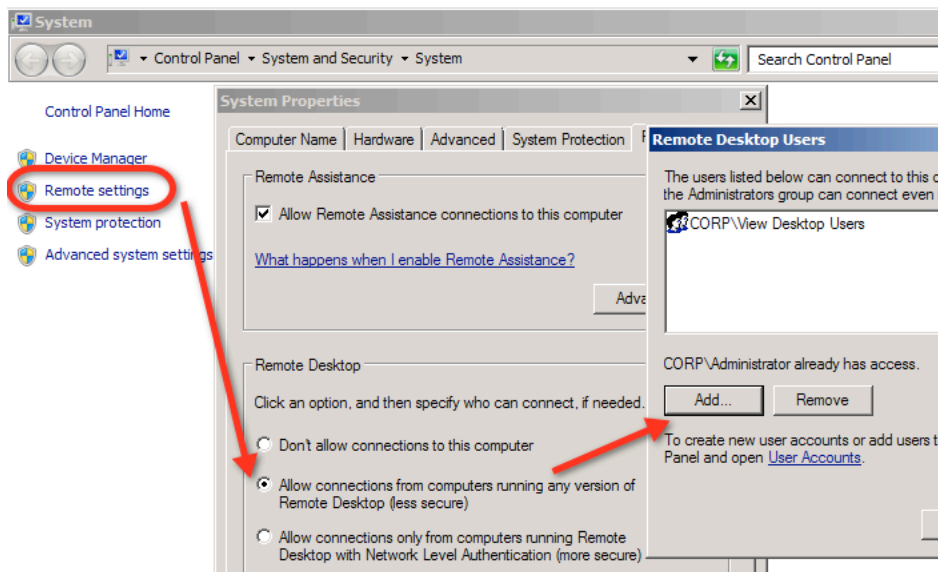 System
Control Panel System and Security System
Search Control Panel
Control Panel Home
Device Manager
Remote settings
System protection
Advanced system settings
System Properties
Computer Name Hardware Advanced System Protection
Remote Assistance
Allow Remote Assistance connections to this computer
What happens when I enable Remote Assistance?
Remote Desktop
Click an option, and then specify who can connect, if needed.
Don't allow connections to this computer
Allow connections from computers running any version of
Remote Desktop (less secure)
Allow connections only from computers running Remote
Desktop with Network Level Authentication (more secure)
Remote Desktop Users
The users listed below can connect to this
the Administrators group can connect even
CORP\View Desktop Users
CORP\Administrator already has access.
Add... Remove
To create new user accounts or add users
Panel and open User Accounts.